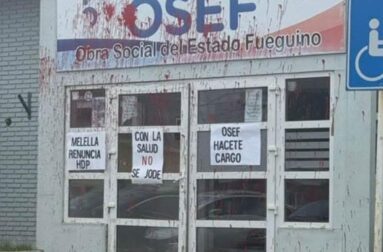 OSEF
Obra Social del Estado Fueguino
MELELLA
RENUNCIA
HDP
CON LA
SALUD
NO
SE JODE
OSEF
HACETE
CARGO